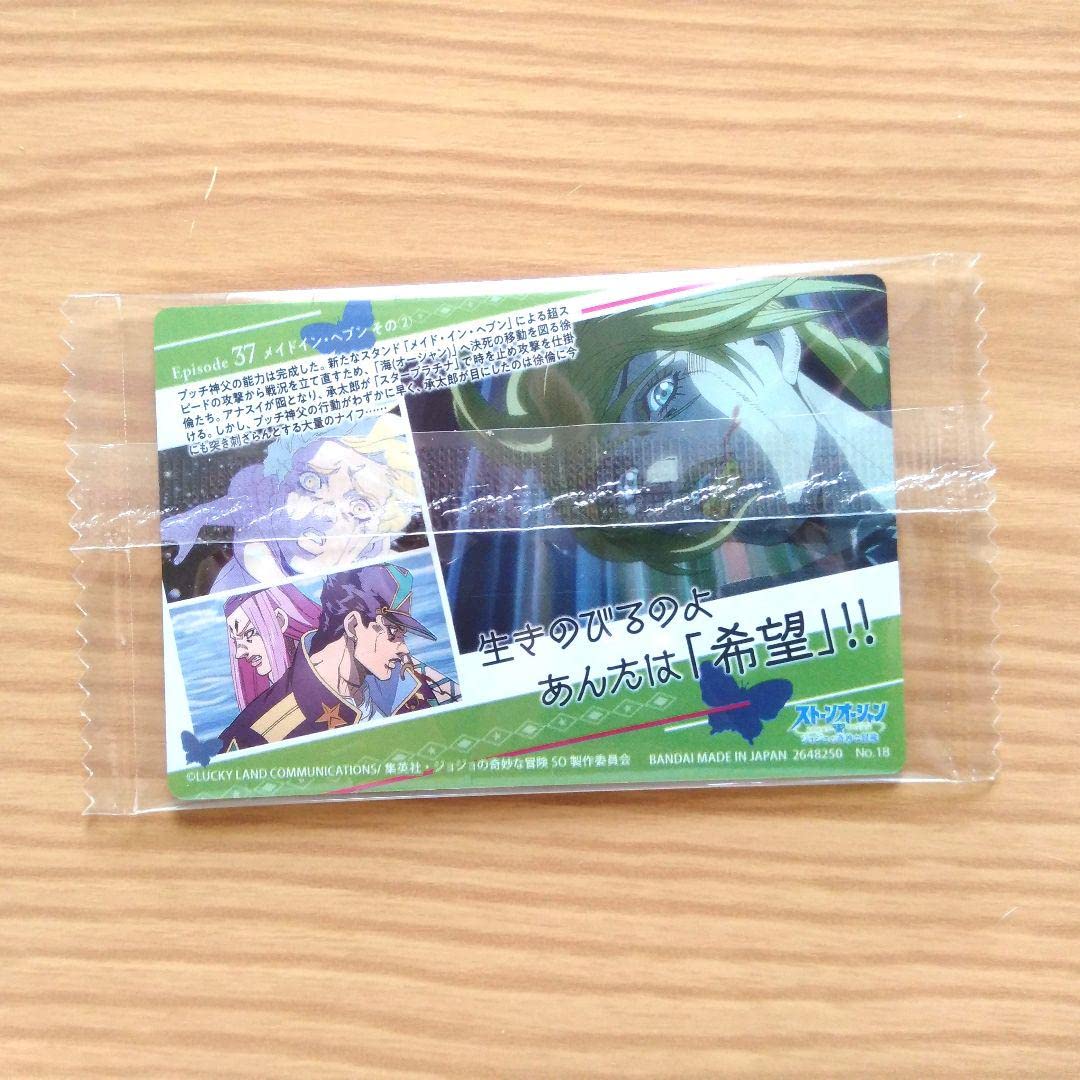 Episode 37 メイドイン・ヘブン その②
プッチ神父の能力は完成した。新たなスタンド「メイド・イン・ヘブン」による超ス
ピードの攻撃から戦況を立て直すため、「海(オーシャン)」へ決死の移動を図る徐
倫たち。アナスイが囮となり、承太郎が「スタープラチナ」で時を止め攻撃を仕掛
ける。しかし、プッチ神父の行動がわずかに早く、承太郎が目にしたのは徐倫に今
にも突き刺さらんとする大量のナイフ……
生きのびるのよ
あんたは「希望」!!
ストーンオーシャン
©LUCKY LAND COMMUNICATIONS/ 集英社・ジョジョの奇妙な冒険 SO 製作委員会
BANDAI MADE IN JAPAN 2648250 No.18